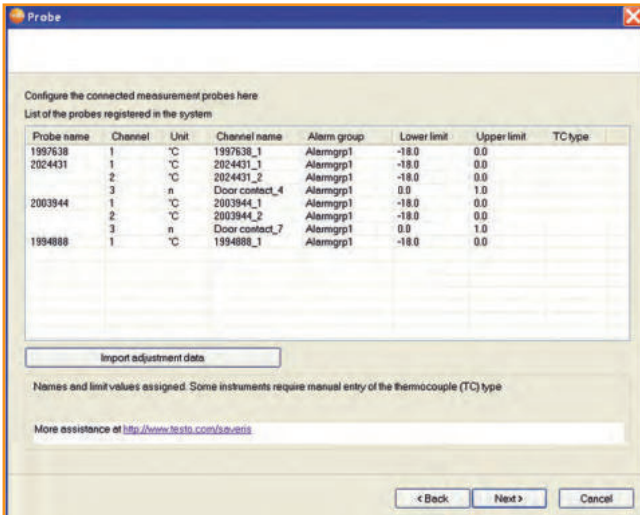 Probe
Configure the connected measurement probes here
List of the probes registered in the system
Probe name Channel Unit Channel name Alarm group Lower limit Upper limit TC type
1997638 1 °C 1997638_1 Alarmgrp1 -18.0 0.0
2024431 1 °C 2024431_1 Alarmgrp1 -18.0 0.0
2 °C 2024431_2 Alarmgrp1 -18.0 0.0
3 n Door contact_4 Alarmgrp1 0.0 1.0
2003944 1 °C 2003944_1 Alarmgrp1 -18.0 0.0
2 °C 2003944_2 Alarmgrp1 -18.0 0.0
3 n Door contact_7 Alarmgrp1 0.0 1.0
1994888 1 °C 1994888_1 Alarmgrp1 -18.0 0.0
Import adjustment data
Names and limit values assigned. Some instruments require manual entry of the thermocouple (TC) type
More assistance at http://www.testo.com/saveris
< Back Next > Cancel